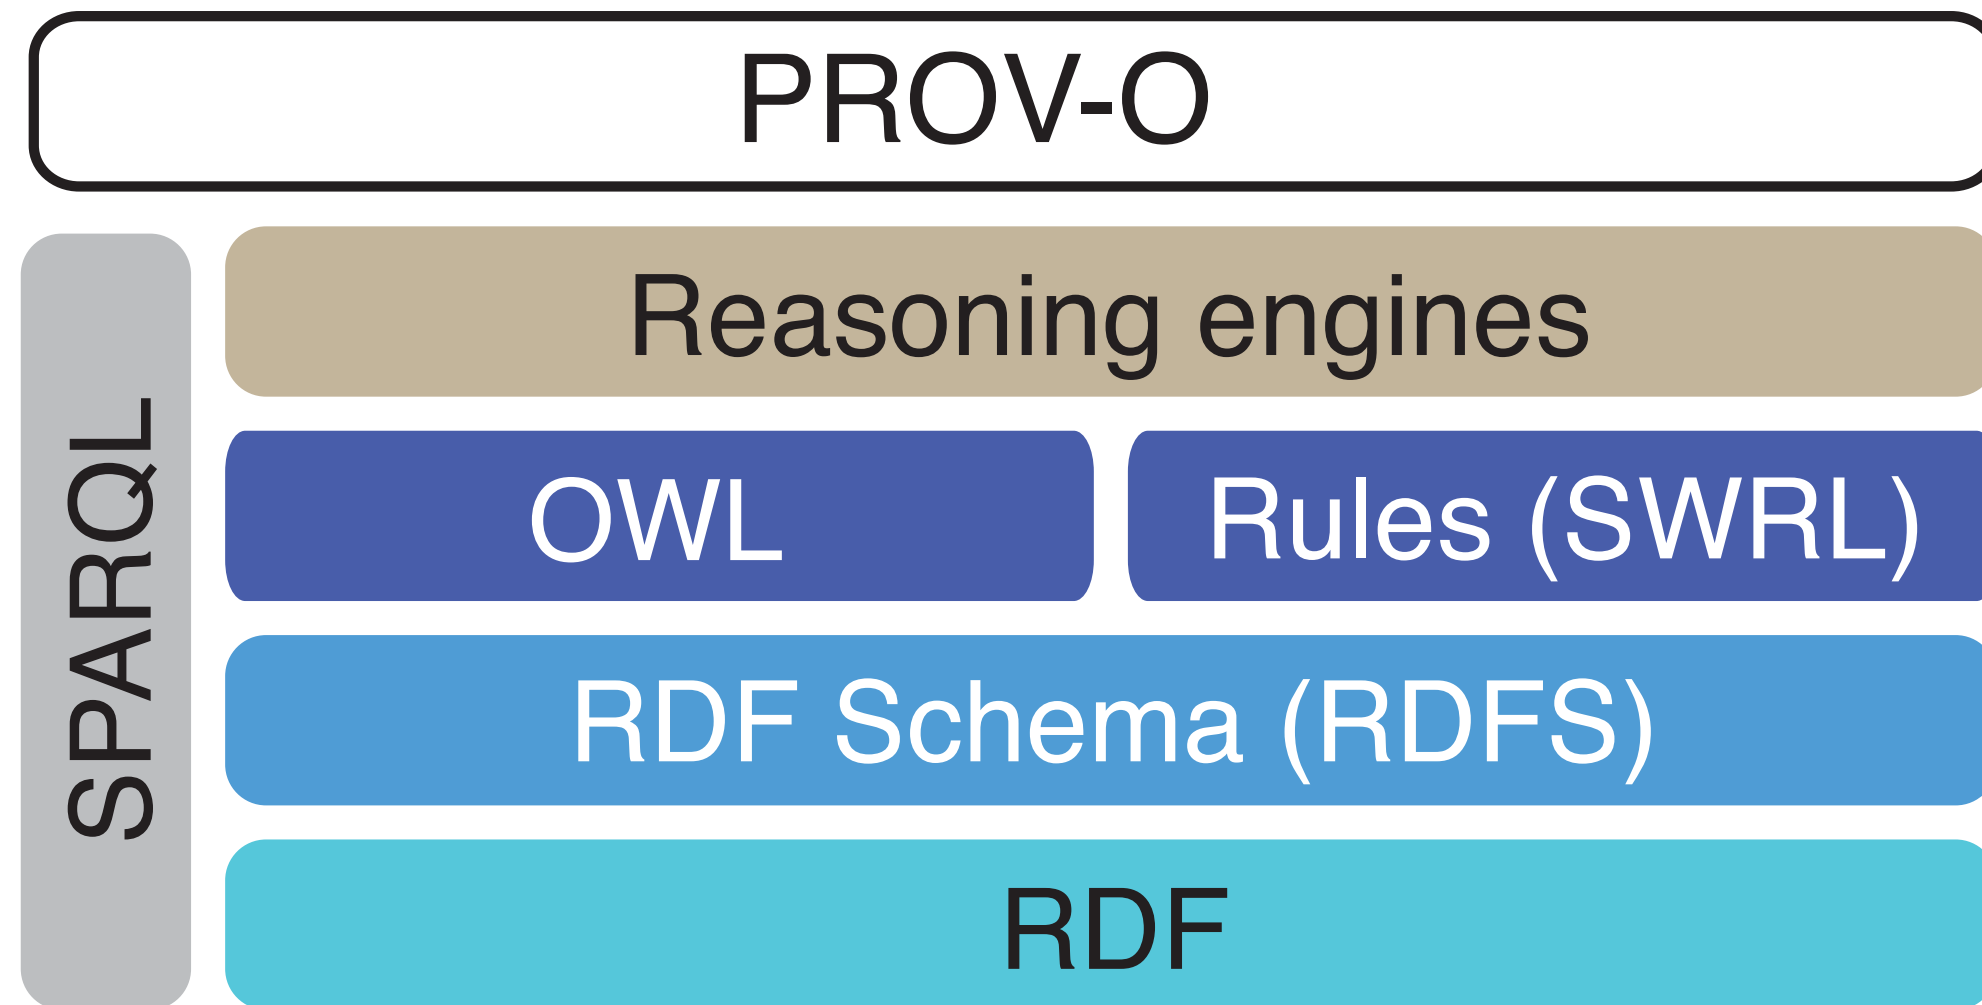 PROV-O
SPARQL
Reasoning engines
OWL
Rules (SWRL)
RDF Schema (RDFS)
RDF